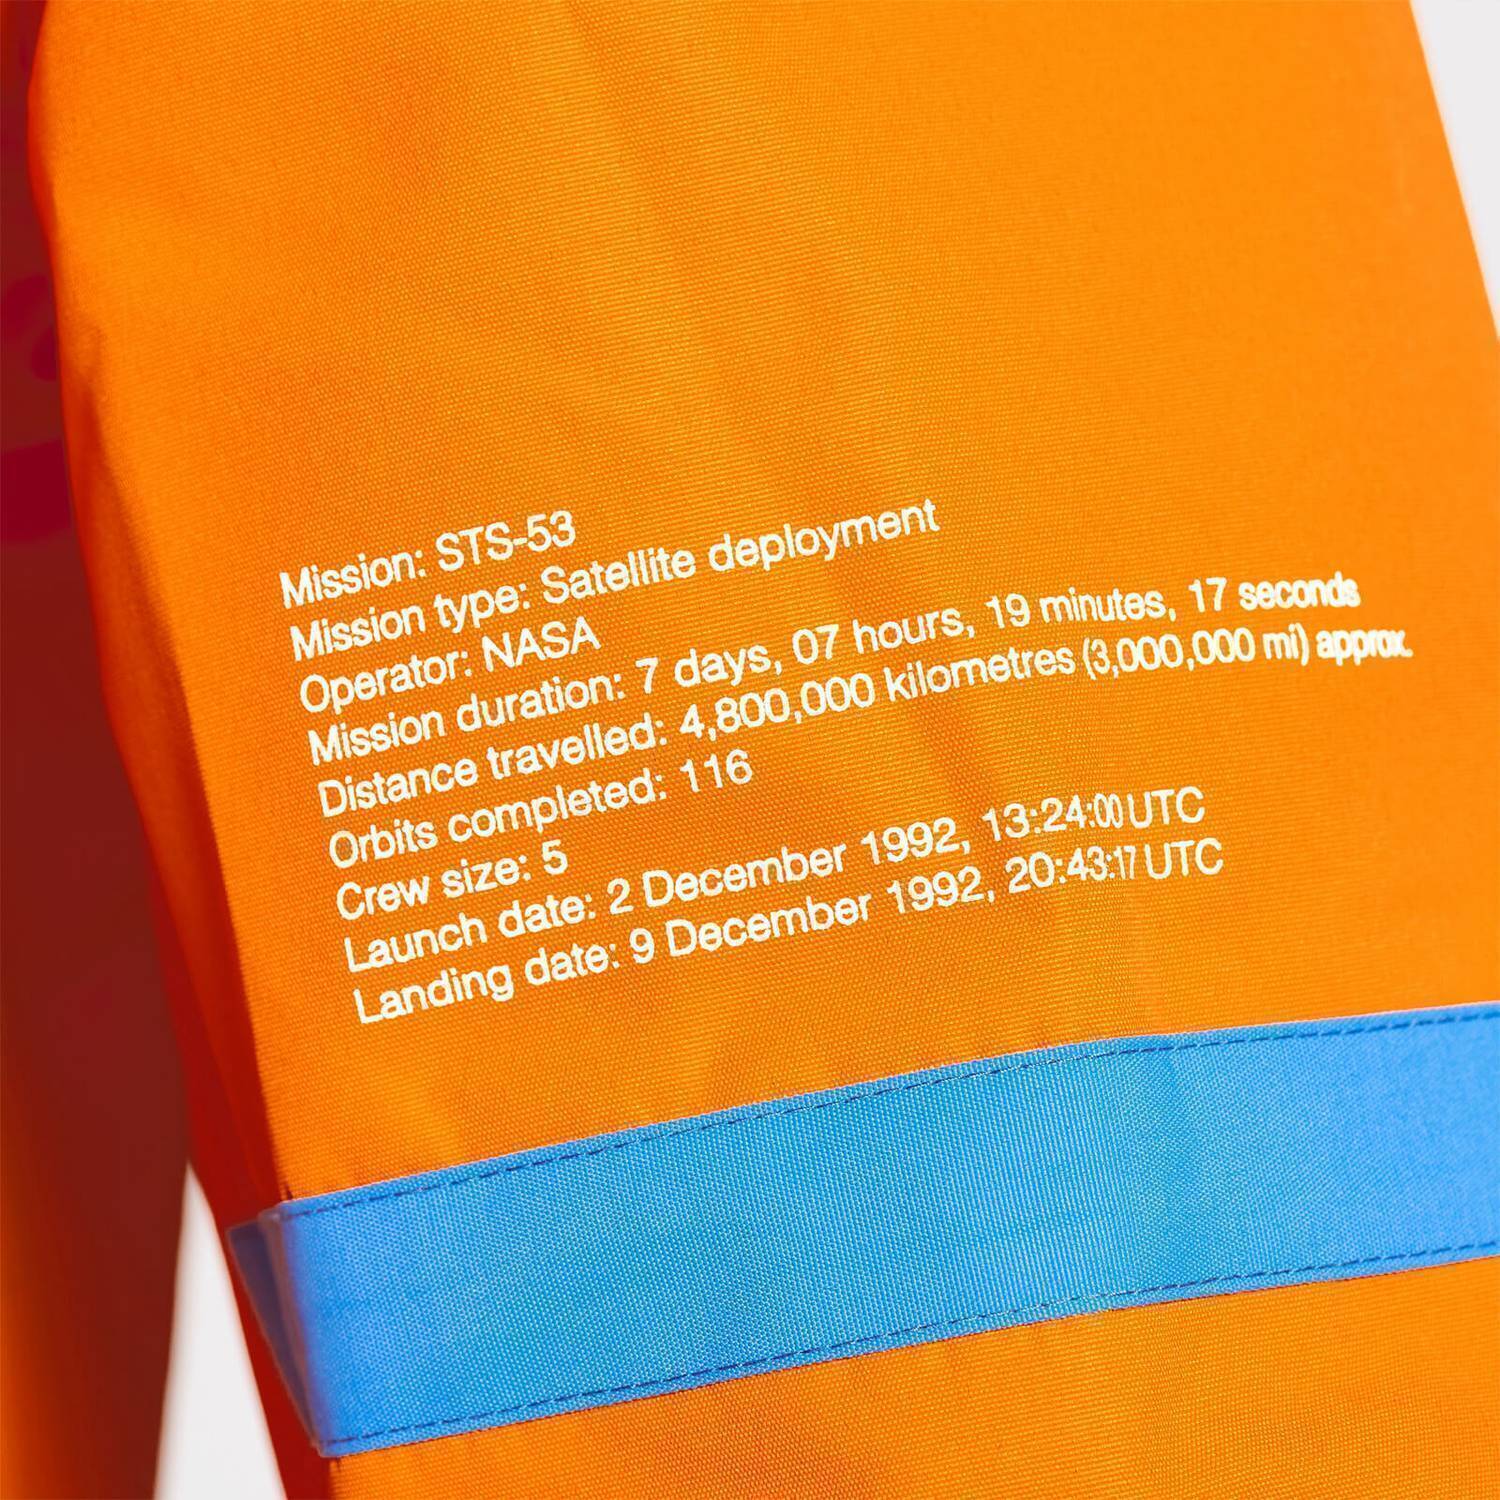 Mission: STS-53
Mission type: Satellite deployment
Operator: NASA
Mission duration: 7 days, 07 hours, 19 minutes, 17 seconds
Distance travelled: 4,800,000 kilometres (3,000,000 mi) approx.
Orbits completed: 116
Crew size: 5
Launch date: 2 December 1992, 13:24:00 UTC
Landing date: 9 December 1992, 20:43:17 UTC